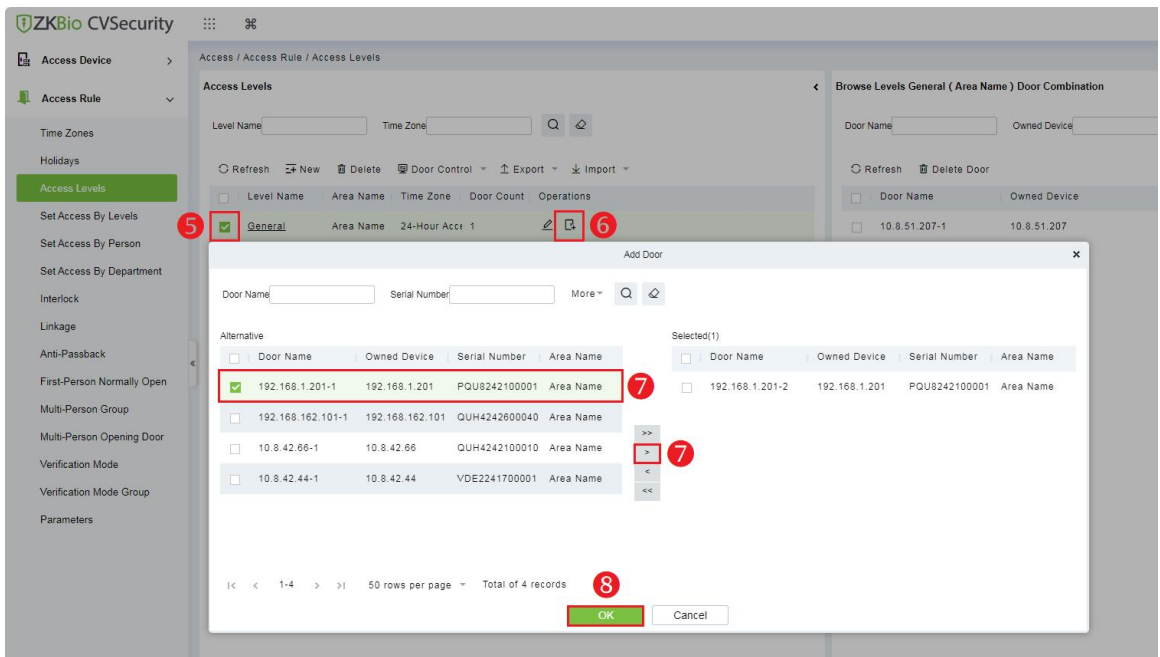 ZKBio CVSecurity
Access Device
Access / Access Rule / Access Levels
Access Rule
Time Zones
Holidays
Access Levels
Set Access By Levels
Set Access By Person
Set Access By Department
Interlock
Linkage
Anti-Passback
First-Person Normally Open
Multi-Person Group
Multi-Person Opening Door
Verification Mode
Verification Mode Group
Parameters
Access Levels
Level Name Time Zone
Refresh New Delete Door Control Export Import
Level Name Area Name Time Zone Door Count Operations
5 General Area Name 24-Hour Acce 1 6
Browse Levels General ( Area Name ) Door Combination
Door Name Owned Device
Refresh Delete Door
Door Name Owned Device
10.8.51.207-1 10.8.51.207
Add Door
Door Name Serial Number More
Alternative
Door Name Owned Device Serial Number Area Name
192.168.1.201-1 192.168.1.201 PQU8242100001 Area Name 7
192.168.162.101-1 192.168.162.101 QUH4242600040 Area Name
10.8.42.66-1 10.8.42.66 QUH4242100010 Area Name
10.8.42.44-1 10.8.42.44 VDE2241700001 Area Name
>>
> 7
<
<<
Selected(1)
Door Name Owned Device Serial Number Area Name
192.168.1.201-2 192.168.1.201 PQU8242100001 Area Name
|< < 1-4 > >| 50 rows per page Total of 4 records
8
OK Cancel